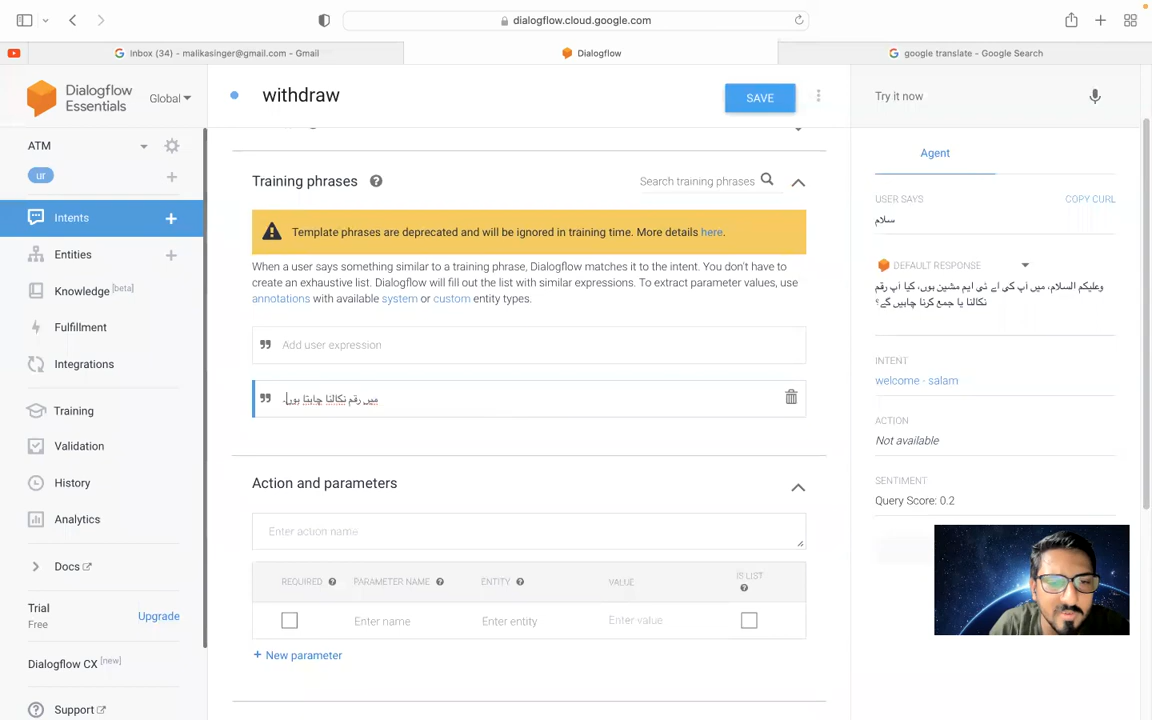 dialogflow.cloud.google.com
Inbox (34) - malikasinger@gmail.com - Gmail
Dialogflow
google translate - Google Search
Dialogflow
Essentials
Global
withdraw
SAVE
Try it now
ATM
ur
Agent
Intents
Training phrases
Search training phrases
USER SAYS
COPY CURL
سلام
Template phrases are deprecated and will be ignored in training time. More details here.
Entities
When a user says something similar to a training phrase, Dialogflow matches it to the intent. You don't have to
create an exhaustive list. Dialogflow will fill out the list with similar expressions. To extract parameter values, use
annotations with available system or custom entity types.
DEFAULT RESPONSE
وعلیکم السلام، میں آپ کی اے ٹی ایم مشین ہوں، کیا آپ رقم
نکالنا یا جمع کرنا چاہیں گے؟
Knowledge [beta]
Fulfillment
Add user expression
Integrations
INTENT
welcome - salam
میں رقم نکالنا چاہتا ہوں۔
Training
ACTION
Not available
Validation
History
Action and parameters
SENTIMENT
Query Score: 0.2
Analytics
Enter action name
Docs
REQUIRED
PARAMETER NAME
ENTITY
VALUE
IS LIST
Trial
Free
Upgrade
Enter name
Enter entity
Enter value
+ New parameter
Dialogflow CX [new]
Support